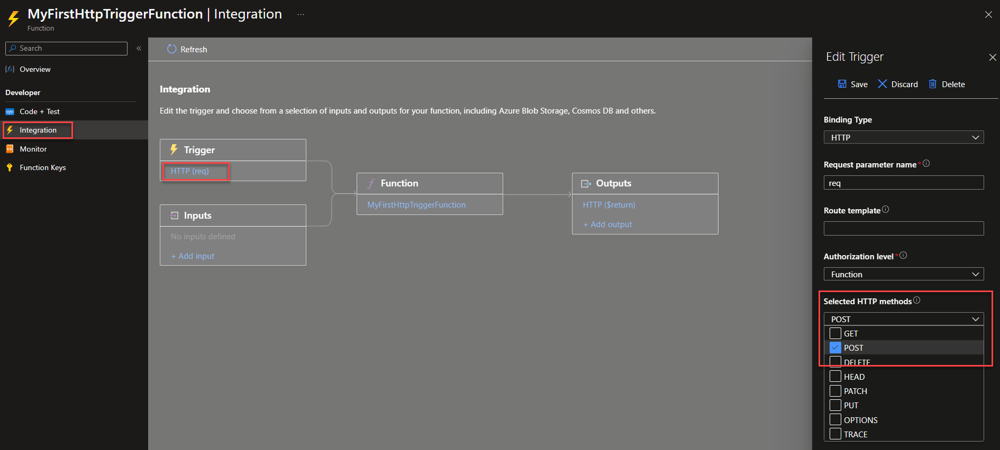 MyFirstHttpTriggerFunction | Integration ...
Function
Search «
Overview
Developer
Code + Test
Integration
Monitor
Function Keys
Refresh
Integration
Edit the trigger and choose from a selection of inputs and outputs for your function, including Azure Blob Storage, Cosmos DB and others.
Trigger
HTTP (req)
Inputs
No inputs defined
+ Add input
Function
MyFirstHttpTriggerFunction
Outputs
HTTP ($return)
+ Add output
Edit Trigger
Save Discard Delete
Binding Type
HTTP
Request parameter name *
req
Route template
Authorization level *
Function
Selected HTTP methods
POST
GET
POST
DELETE
HEAD
PATCH
PUT
OPTIONS
TRACE